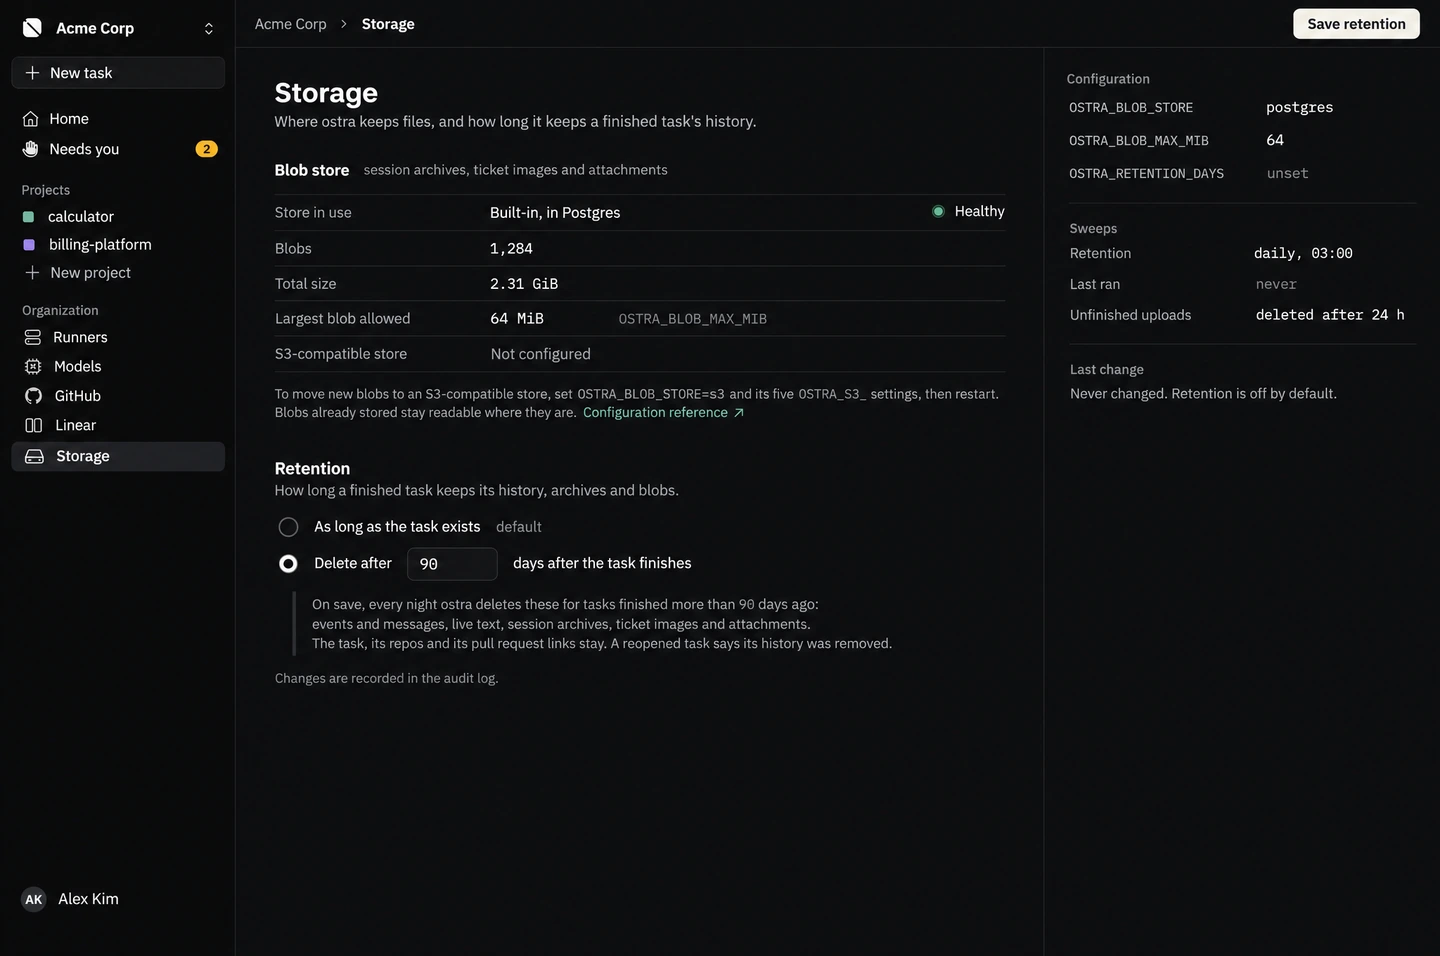 Acme Corp
New task
Home
Needs you 2
Projects
calculator
billing-platform
New project
Organization
Runners
Models
GitHub
Linear
Storage
AK Alex Kim
Acme Corp > Storage
Save retention
Storage
Where ostra keeps files, and how long it keeps a finished task's history.
Blob store session archives, ticket images and attachments
Store in use Built-in, in Postgres Healthy
Blobs 1,284
Total size 2.31 GiB
Largest blob allowed 64 MiB OSTRA_BLOB_MAX_MIB
S3-compatible store Not configured
To move new blobs to an S3-compatible store, set OSTRA_BLOB_STORE=s3 and its five OSTRA_S3_ settings, then restart.
Blobs already stored stay readable where they are. Configuration reference ↗
Retention
How long a finished task keeps its history, archives and blobs.
As long as the task exists default
Delete after 90 days after the task finishes
On save, every night ostra deletes these for tasks finished more than 90 days ago:
events and messages, live text, session archives, ticket images and attachments.
The task, its repos and its pull request links stay. A reopened task says its history was removed.
Changes are recorded in the audit log.
Configuration
OSTRA_BLOB_STORE postgres
OSTRA_BLOB_MAX_MIB 64
OSTRA_RETENTION_DAYS unset
Sweeps
Retention daily, 03:00
Last ran never
Unfinished uploads deleted after 24 h
Last change
Never changed. Retention is off by default.